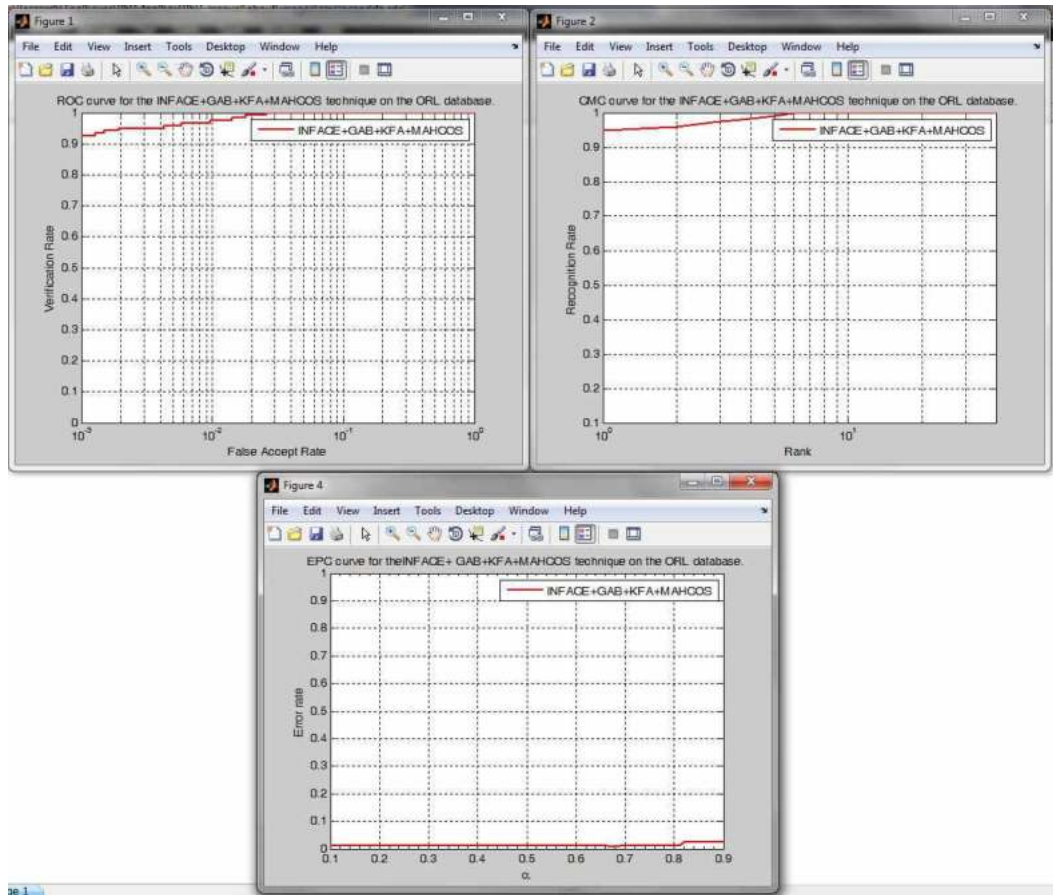 Figure 1
File Edit View Insert Tools Desktop Window Help
ROC curve for the INFACE+GAB+KFA+MAHCOS technique on the ORL database.
INFACE+GAB+KFA+MAHCOS
Verification Rate
1
0.9
0.8
0.7
0.6
0.5
0.4
0.3
0.2
0.1
0
10^-3 10^-2 10^-1 10^0
False Accept Rate
Figure 2
File Edit View Insert Tools Desktop Window Help
CMC curve for the INFACE+GAB+KFA+MAHCOS technique on the ORL database.
INFACE+GAB+KFA+MAHCOS
Recognition Rate
1
0.9
0.8
0.7
0.6
0.5
0.4
0.3
0.2
0.1
10^0 10^1
Rank
Figure 4
File Edit View Insert Tools Desktop Window Help
EPC curve for theINFACE+ GAB+KFA+MAHCOS technique on the ORL database.
INFACE+GAB+KFA+MAHCOS
Error rate
1
0.9
0.8
0.7
0.6
0.5
0.4
0.3
0.2
0.1
0
0.1 0.2 0.3 0.4 0.5 0.6 0.7 0.8 0.9
α
ge 1